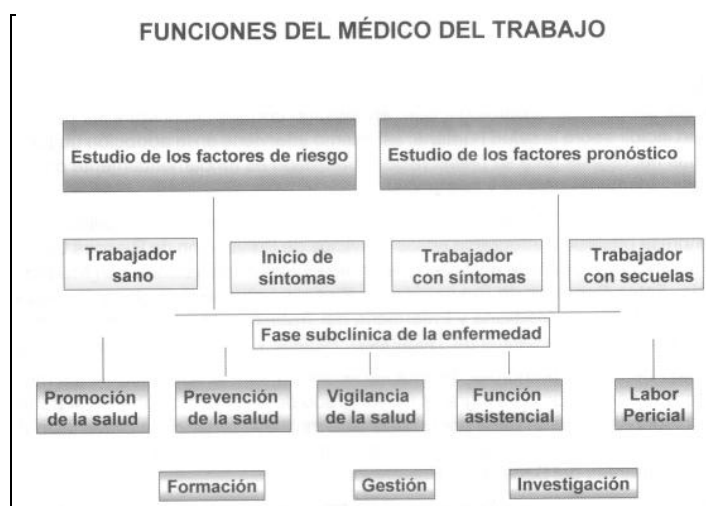 FUNCIONES DEL MÉDICO DEL TRABAJO
Estudio de los factores de riesgo
Estudio de los factores pronóstico
Trabajador
sano
Inicio de
síntomas
Trabajador
con síntomas
Trabajador
con secuelas
Fase subclínica de la enfermedad
Promoción
de la salud
Prevención
de la salud
Vigilancia
de la salud
Función
asistencial
Labor
Pericial
Formación
Gestión
Investigación